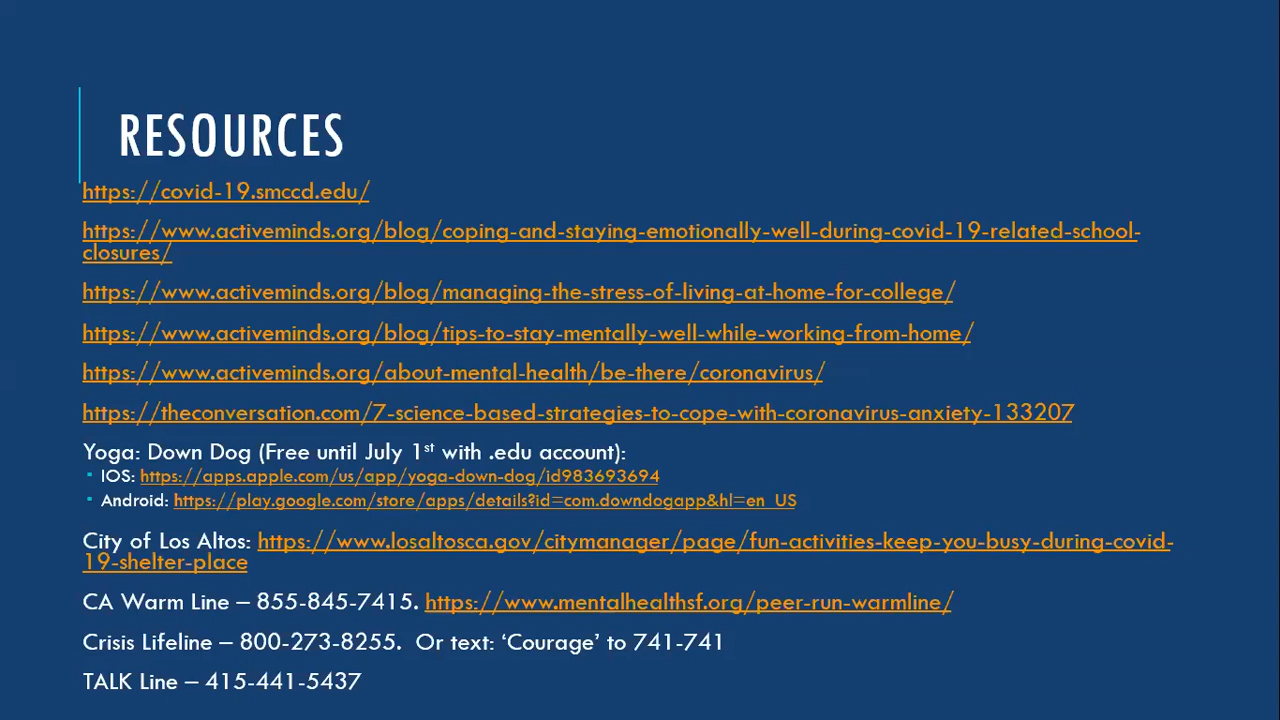 RESOURCES
https://covid-19.smccd.edu/
https://www.activeminds.org/blog/coping-and-staying-emotionally-well-during-covid-19-related-school-
closures/
https://www.activeminds.org/blog/managing-the-stress-of-living-at-home-for-college/
https://www.activeminds.org/blog/tips-to-stay-mentally-well-while-working-from-home/
https://www.activeminds.org/about-mental-health/be-there/coronavirus/
https://theconversation.com/7-science-based-strategies-to-cope-with-coronavirus-anxiety-133207
Yoga: Down Dog (Free until July 1st with .edu account):
▪ IOS: https://apps.apple.com/us/app/yoga-down-dog/id983693694
▪ Android: https://play.google.com/store/apps/details?id=com.downdogapp&hl=en_US
City of Los Altos: https://www.losaltosca.gov/citymanager/page/fun-activities-keep-you-busy-during-covid-
19-shelter-place
CA Warm Line – 855-845-7415. https://www.mentalhealthsf.org/peer-run-warmline/
Crisis Lifeline – 800-273-8255.  Or text: ‘Courage’ to 741-741
TALK Line – 415-441-5437